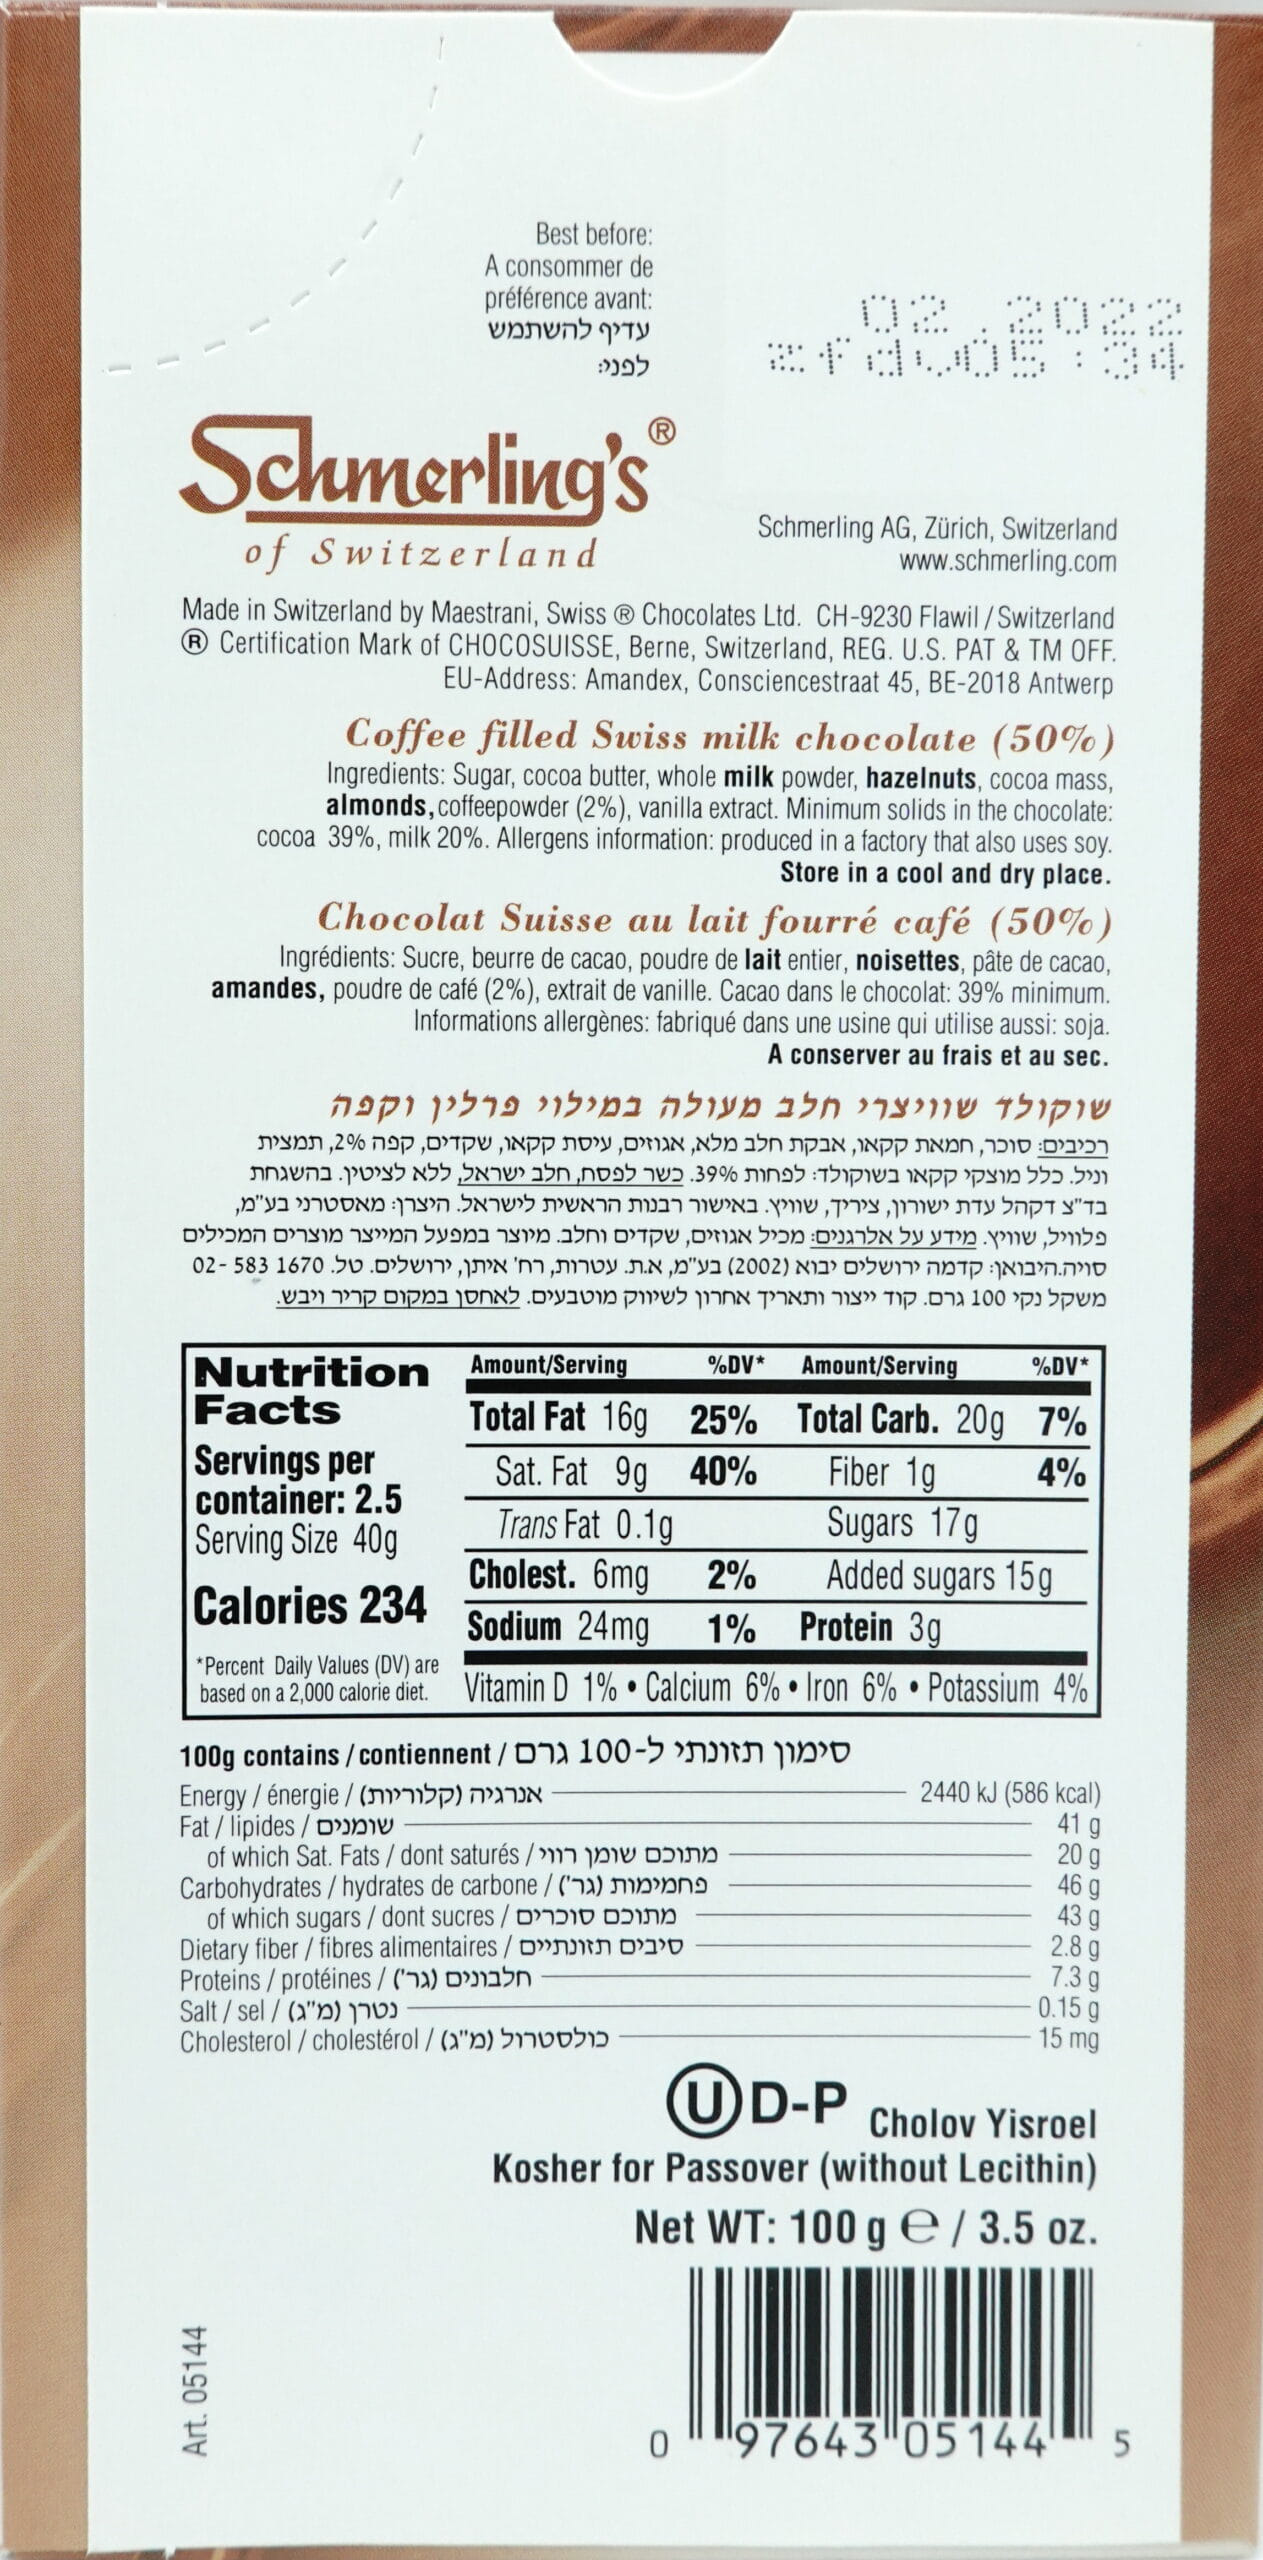 Best before:
A consommer de
préférence avant:
עדיף להשתמש
לפני:
02.2022
05:34
Schmerling's®
of Switzerland
Schmerling AG, Zürich, Switzerland
www.schmerling.com
Made in Switzerland by Maestrani, Swiss ® Chocolates Ltd. CH-9230 Flawil / Switzerland
® Certification Mark of CHOCOSUISSE, Berne, Switzerland, REG. U.S. PAT & TM OFF.
EU-Address: Amandex, Consciencestraat 45, BE-2018 Antwerp
Coffee filled Swiss milk chocolate (50%)
Ingredients: Sugar, cocoa butter, whole milk powder, hazelnuts, cocoa mass,
almonds, coffeepowder (2%), vanilla extract. Minimum solids in the chocolate:
cocoa 39%, milk 20%. Allergens information: produced in a factory that also uses soy.
Store in a cool and dry place.
Chocolat Suisse au lait fourré café (50%)
Ingrédients: Sucre, beurre de cacao, poudre de lait entier, noisettes, pâte de cacao,
amandes, poudre de café (2%), extrait de vanille. Cacao dans le chocolat: 39% minimum.
Informations allergènes: fabriqué dans une usine qui utilise aussi: soja.
A conserver au frais et au sec.
שוקולד שוויצרי חלב מעולה במילוי פרלין וקפה
רכיבים: סוכר, חמאת קקאו, אבקת חלב מלא, אגוזים, עיסת קקאו, שקדים, קפה 2%, תמצית
וניל. כלל מוצקי קקאו בשוקולד: לפחות 39%. כשר לפסח, חלב ישראל, ללא לציטין. בהשגחת
בד"צ דקהל עדת ישורון, ציריך, שוויץ. באישור רבנות הראשית לישראל. היצרן: מאסטרני בע"מ,
פלוויל, שוויץ. מידע על אלרגנים: מכיל אגוזים, שקדים וחלב. מיוצר במפעל המייצר מוצרים המכילים
סויה.היבואן: קדמה ירושלים יבוא (2002) בע"מ, א.ת. עטרות, רח' איתן, ירושלים. טל. 02- 583 1670
משקל נקי 100 גרם. קוד ייצור ותאריך אחרון לשיווק מוטבעים. לאחסן במקום קריר ויבש.
Nutrition
Facts
Servings per
container: 2.5
Serving Size 40g
Calories 234
*Percent Daily Values (DV) are
based on a 2,000 calorie diet.
Amount/Serving %DV* Amount/Serving %DV*
Total Fat 16g 25% Total Carb. 20g 7%
Sat. Fat 9g 40% Fiber 1g 4%
Trans Fat 0.1g Sugars 17g
Cholest. 6mg 2% Added sugars 15g
Sodium 24mg 1% Protein 3g
Vitamin D 1% • Calcium 6% • Iron 6% • Potassium 4%
100g contains / contiennent / סימון תזונתי ל-100 גרם
Energy / énergie / אנרגיה (קלוריות) 2440 kJ (586 kcal)
Fat / lipides / שומנים 41 g
of which Sat. Fats / dont saturés / מתוכם שומן רווי 20 g
Carbohydrates / hydrates de carbone / פחמימות (גר') 46 g
of which sugars / dont sucres / מתוכם סוכרים 43 g
Dietary fiber / fibres alimentaires / סיבים תזונתיים 2.8 g
Proteins / protéines / חלבונים (גר') 7.3 g
Salt / sel / נטרן (מ"ג) 0.15 g
Cholesterol / cholestérol / כולסטרול (מ"ג) 15 mg
Ⓤ D-P Cholov Yisroel
Kosher for Passover (without Lecithin)
Net WT: 100 g ℮ / 3.5 oz.
Art. 05144
0 97643 05144 5